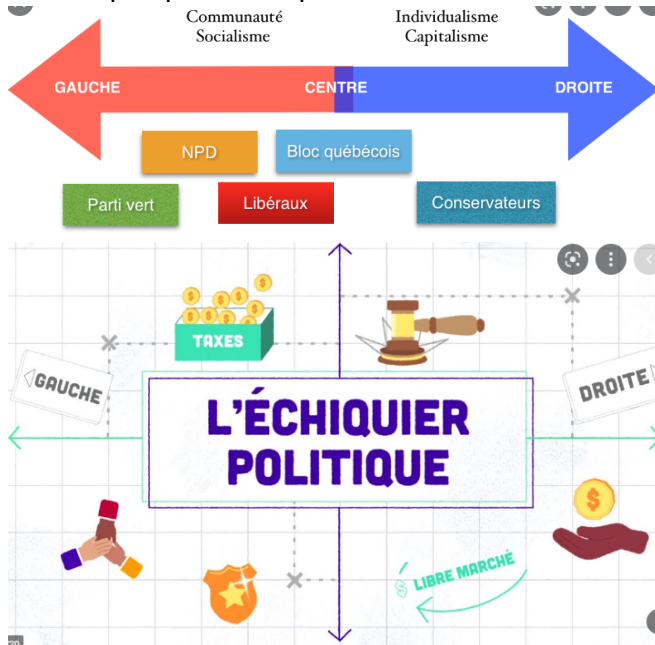 Communauté
Socialisme
Individualisme
Capitalisme
GAUCHE
CENTRE
DROITE
NPD
Bloc québécois
Parti vert
Libéraux
Conservateurs
TAXES
GAUCHE
DROITE
L'ÉCHIQUIER
POLITIQUE
$ LIBRE MARCHÉ
$